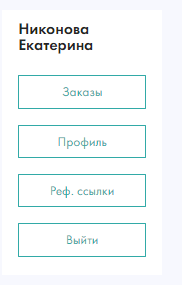 Никонова
Екатерина
Заказы
Профиль
Реф. ссылки
Выйти